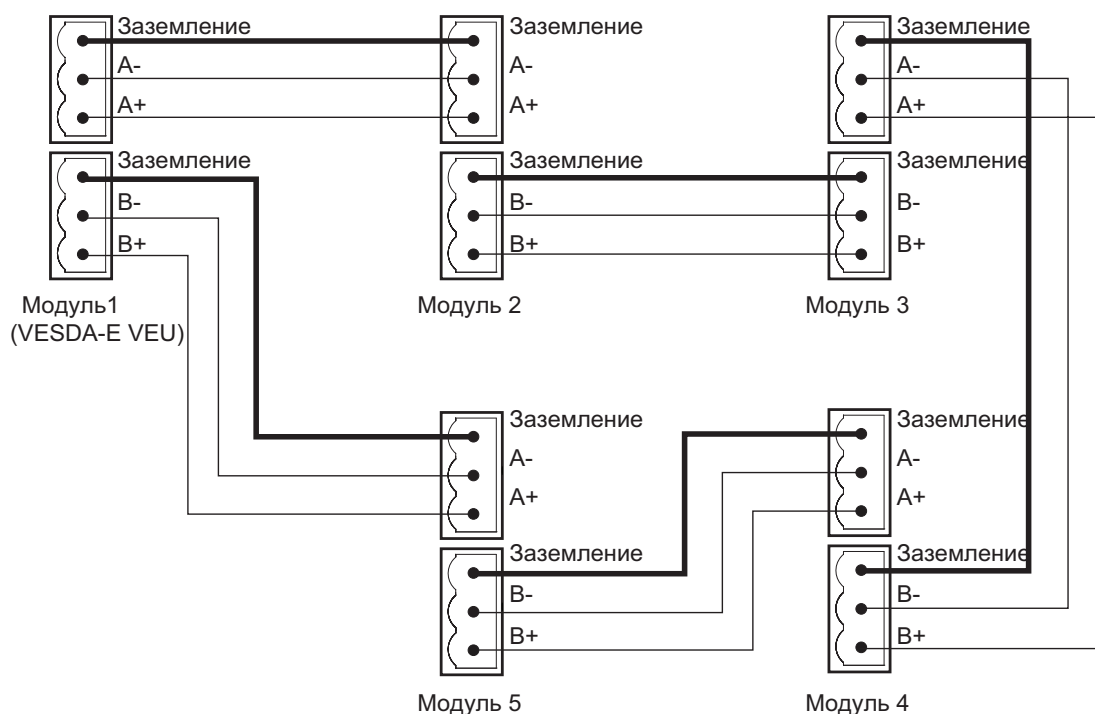 Заземление
A-
A+
Заземление
B-
B+
Модуль1
(VESDA-E VEU)
Заземление
A-
A+
Заземление
B-
B+
Модуль 2
Заземление
A-
A+
Заземление
B-
B+
Модуль 3
Заземление
A-
A+
Заземление
B-
B+
Модуль 5
Заземление
A-
A+
Заземление
B-
B+
Модуль 4